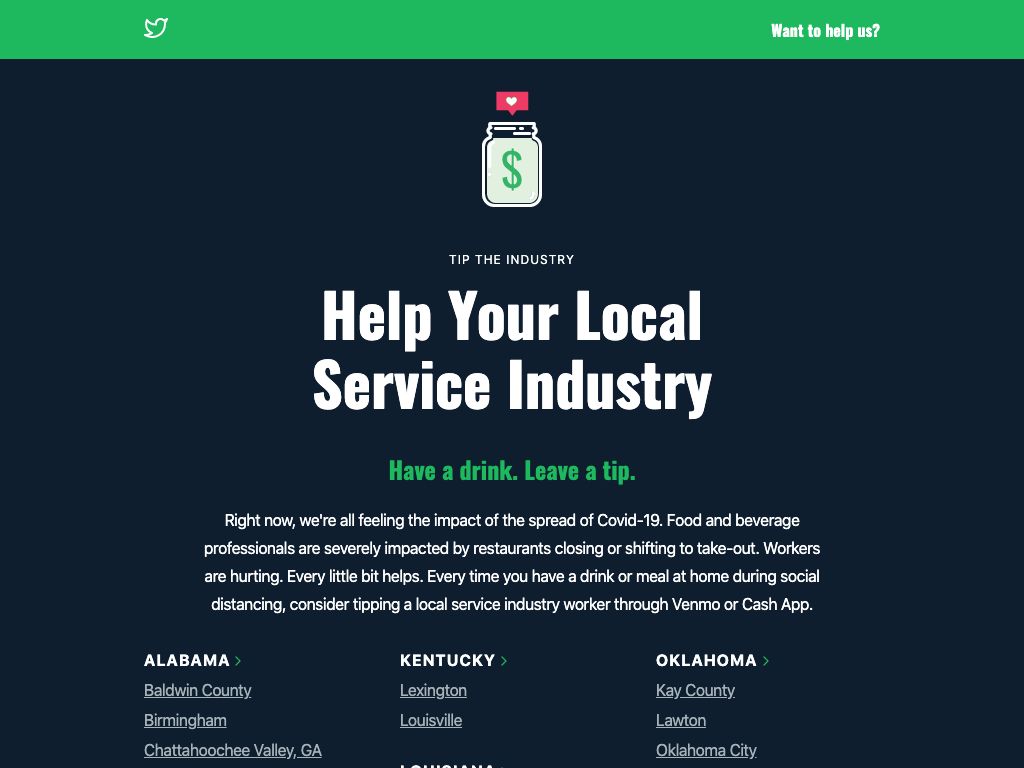 Want to help us?
$
TIP THE INDUSTRY
Help Your Local
Service Industry
Have a drink. Leave a tip.
Right now, we're all feeling the impact of the spread of Covid-19. Food and beverage
professionals are severely impacted by restaurants closing or shifting to take-out. Workers
are hurting. Every little bit helps. Every time you have a drink or meal at home during social
distancing, consider tipping a local service industry worker through Venmo or Cash App.
ALABAMA
Baldwin County
Birmingham
Chattahoochee Valley, GA
KENTUCKY
Lexington
Louisville
LOUISIANA
OKLAHOMA
Kay County
Lawton
Oklahoma City